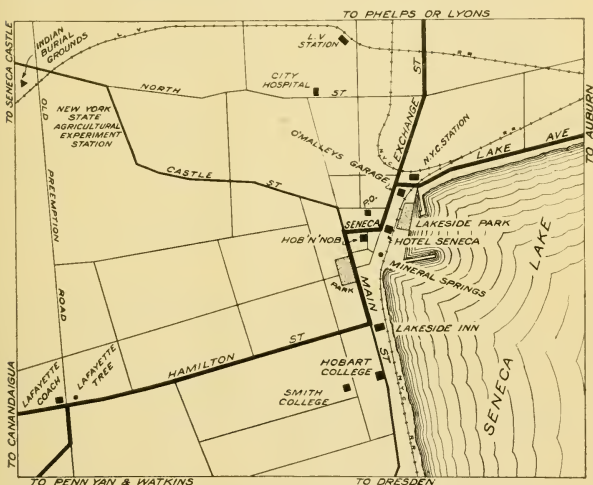 TO PHELPS OR LYONS
TO SENECA CASTLE
INDIAN
BURIAL
GROUNDS
L. V.
L.V
STATION
R.R.
CITY
HOSPITAL
NORTH ST
EXCHANGE ST
NEW YORK
STATE
AGRICULTURAL
EXPERIMENT
STATION
OLD PREEMPTION ROAD
O'MALLEYS GARAGE
N.Y.C.
N.Y.C. STATION
R.R.
LAKE AVE
TO AUBURN
CASTLE ST
P.O.
SENECA
LAKESIDE PARK
HOB 'N' NOB
HOTEL SENECA
MINERAL SPRINGS
PARK
MAIN ST
LAKESIDE INN
HAMILTON ST
HOBART
COLLEGE
SMITH
COLLEGE
N.Y.C.
R.R.
SENECA LAKE
LAFAYETTE
COACH
LAFAYETTE
TREE
TO CANANDAIGUA
TO PENN YAN & WATKINS
TO DRESDEN